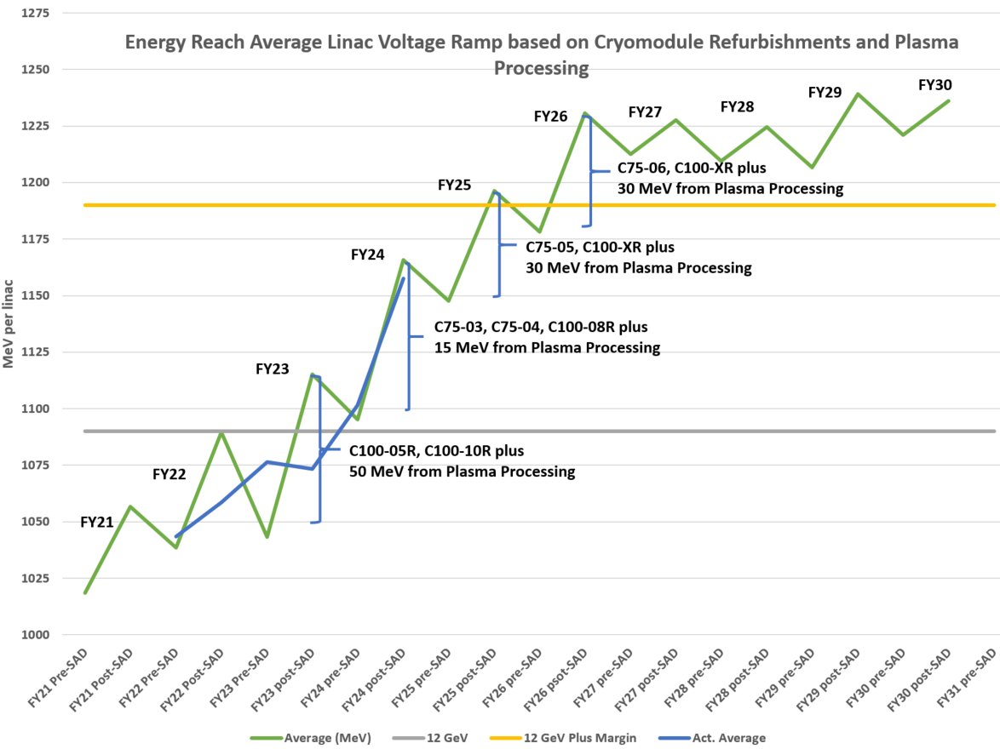 Energy Reach Average Linac Voltage Ramp based on Cryomodule Refurbishments and Plasma
Processing
MeV per linac
1275
1250
1225
1200
1175
1150
1125
1100
1075
1050
1025
1000
FY21
FY22
FY23
FY24
FY25
FY26
FY27
FY28
FY29
FY30
C75-06, C100-XR plus
30 MeV from Plasma Processing
C75-05, C100-XR plus
30 MeV from Plasma Processing
C75-03, C75-04, C100-08R plus
15 MeV from Plasma Processing
C100-05R, C100-10R plus
50 MeV from Plasma Processing
FY21 Pre-SAD
FY21 Post-SAD
FY22 Pre-SAD
FY22 Post-SAD
FY23 Pre-SAD
FY23 post-SAD
FY24 pre-SAD
FY24 post-SAD
FY25 pre-SAD
FY25 post-SAD
FY26 pre-SAD
FY26 psot-SAD
FY27 pre-SAD
FY27 post-SAD
FY28 pre-SAD
FY28 post-SAD
FY29 pre-SAD
FY29 post-SAD
FY30 pre-SAD
FY30 post-SAD
FY31 pre-SAD
Average (MeV)
12 GeV
12 GeV Plus Margin
Act. Average